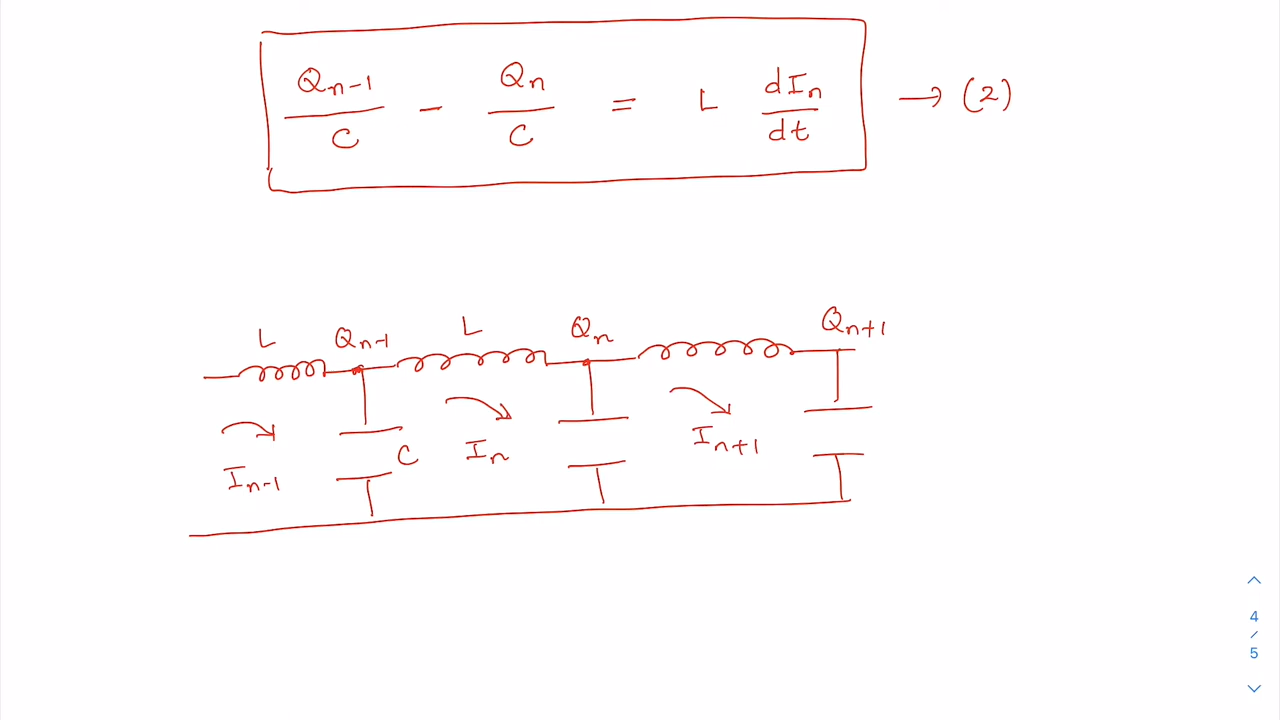 Qn-1/C - Qn/C = L dIn/dt → (2)
L Qn-1 L Qn Qn+1
C In In+1
In-1
4
/
5